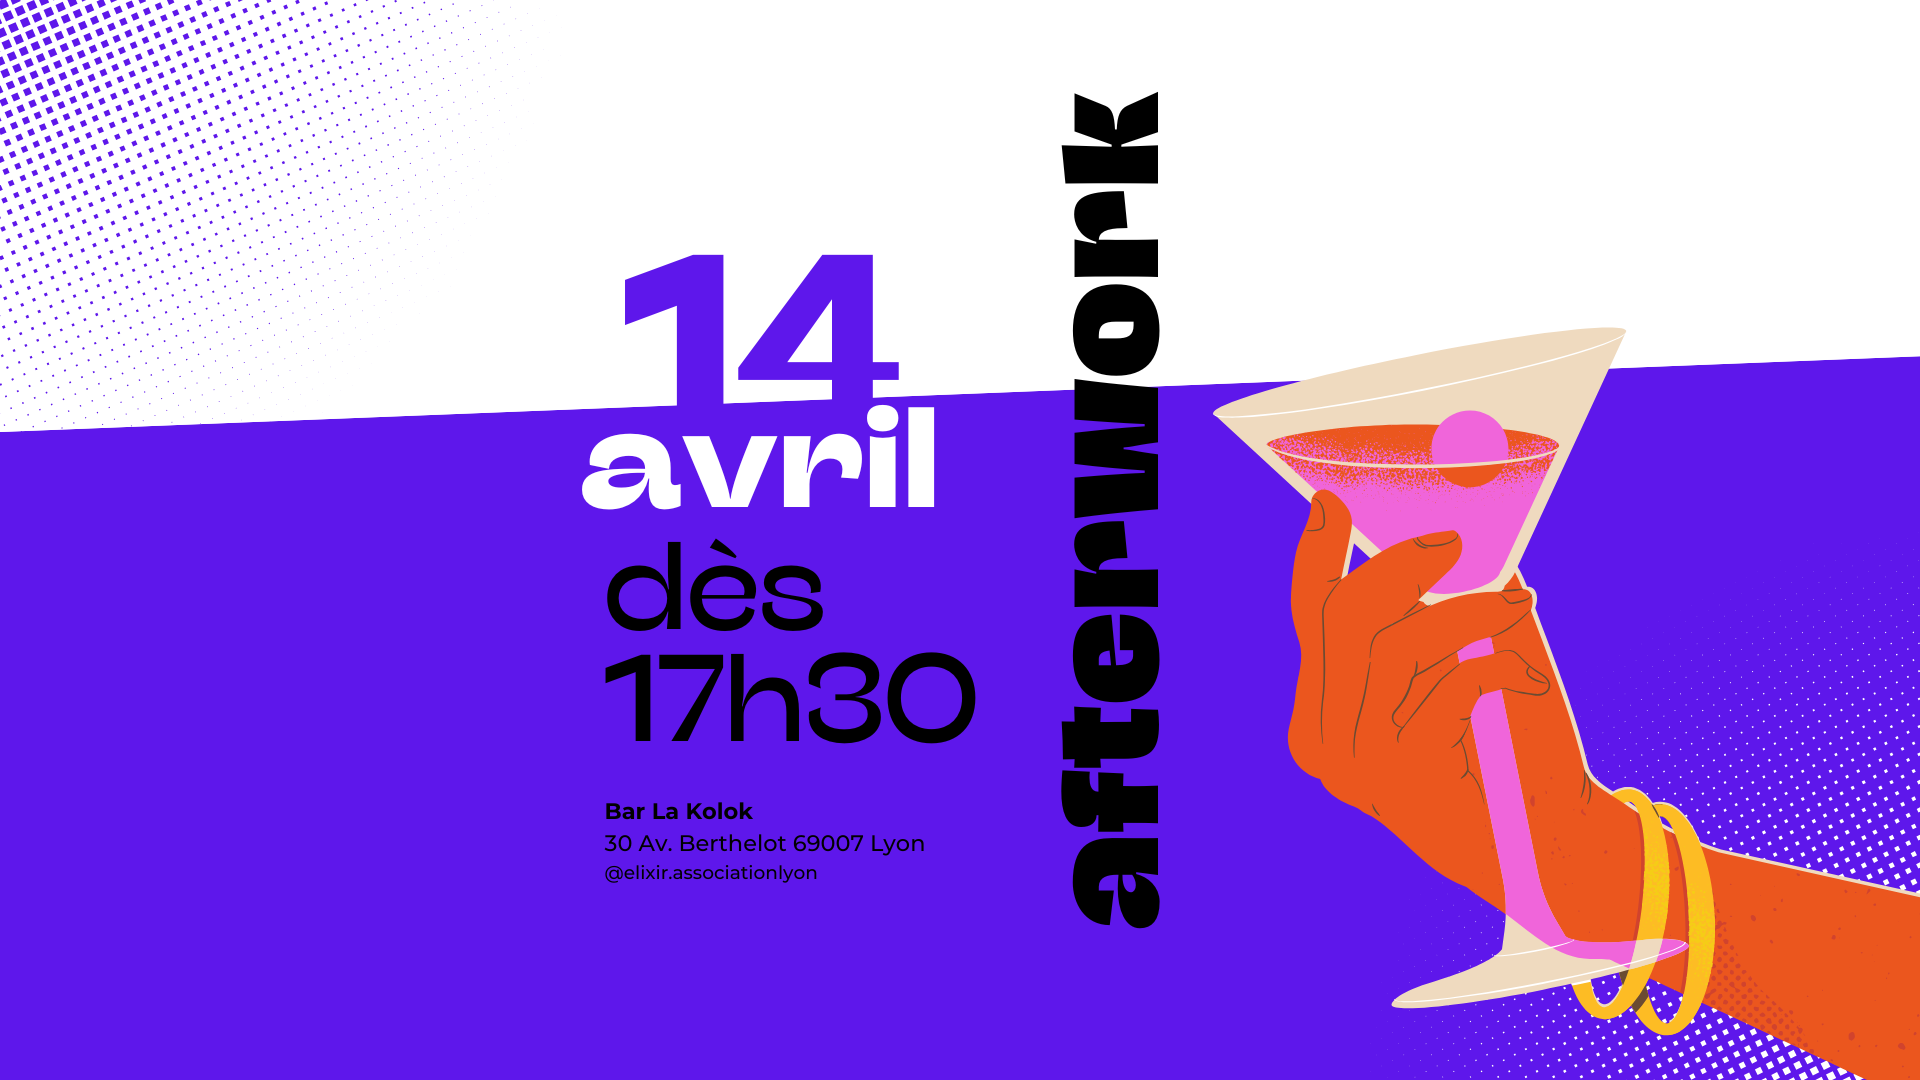 14
avril
dès
17h30
Bar La Kolok
30 Av. Berthelot 69007 Lyon
@elixir.associationlyon
afterwork